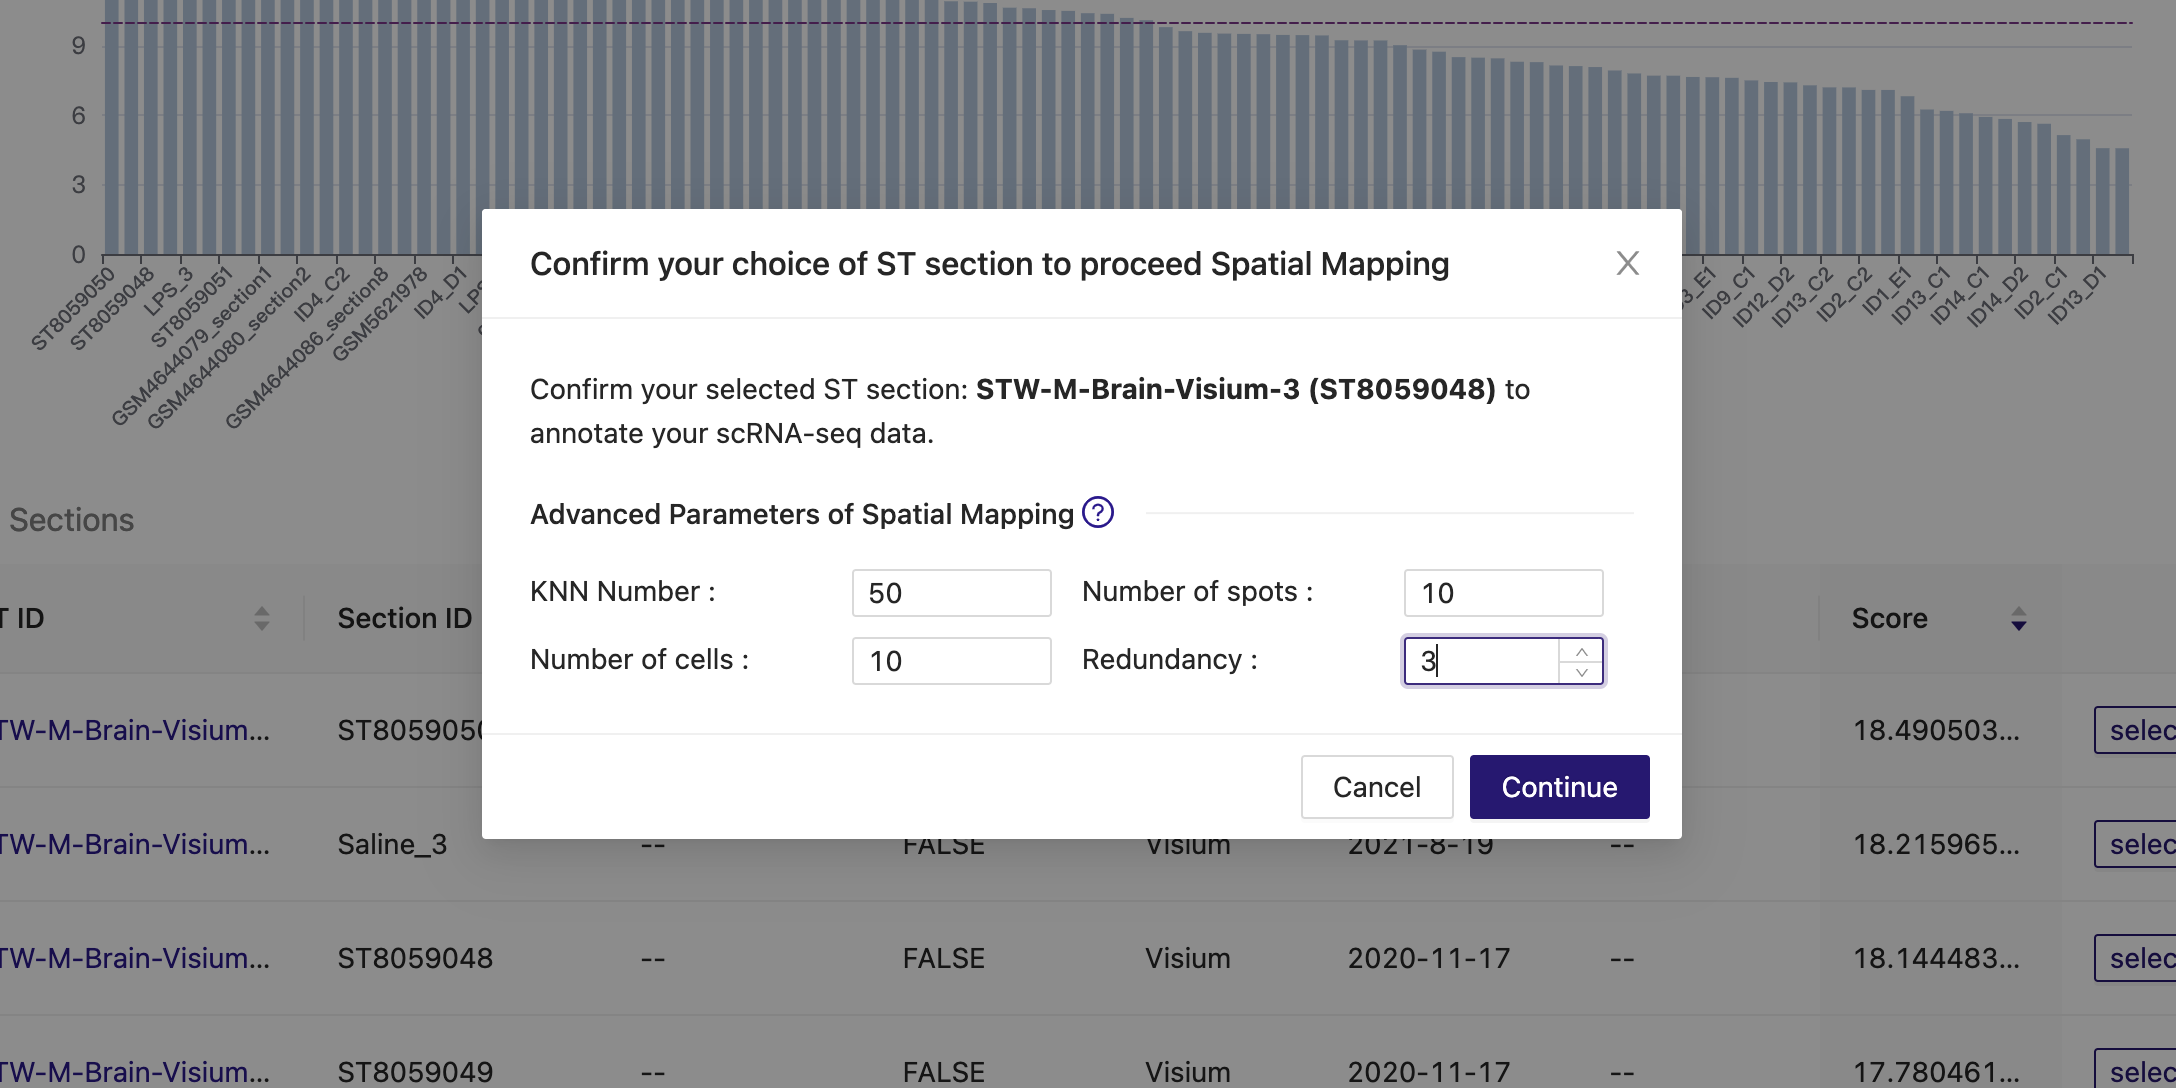 9
6
3
0
ST8059050
ST8059048
LPS_3
ST8059051
GSM4644079_section1
GSM4644080_section2
ID4_C2
GSM4644086_section8
GSM5621978
ID4_D1
3_E1
ID9_C1
ID12_D2
ID13_C2
ID2_C2
ID1_E1
ID13_C1
ID14_C1
ID14_D2
ID2_C1
ID13_D1
Confirm your choice of ST section to proceed Spatial Mapping
X
Confirm your selected ST section: STW-M-Brain-Visium-3 (ST8059048) to
annotate your scRNA-seq data.
Advanced Parameters of Spatial Mapping ?
KNN Number : 50 Number of spots : 10
Number of cells : 10 Redundancy : 3
Cancel Continue
Sections
T ID Section ID Score
TW-M-Brain-Visium... ST8059050 18.490503... selec
TW-M-Brain-Visium... Saline_3 -- FALSE Visium 2021-8-19 -- 18.215965... selec
TW-M-Brain-Visium... ST8059048 -- FALSE Visium 2020-11-17 -- 18.144483... selec
TW-M-Brain-Visium... ST8059049 -- FALSE Visium 2020-11-17 -- 17.780461... selec